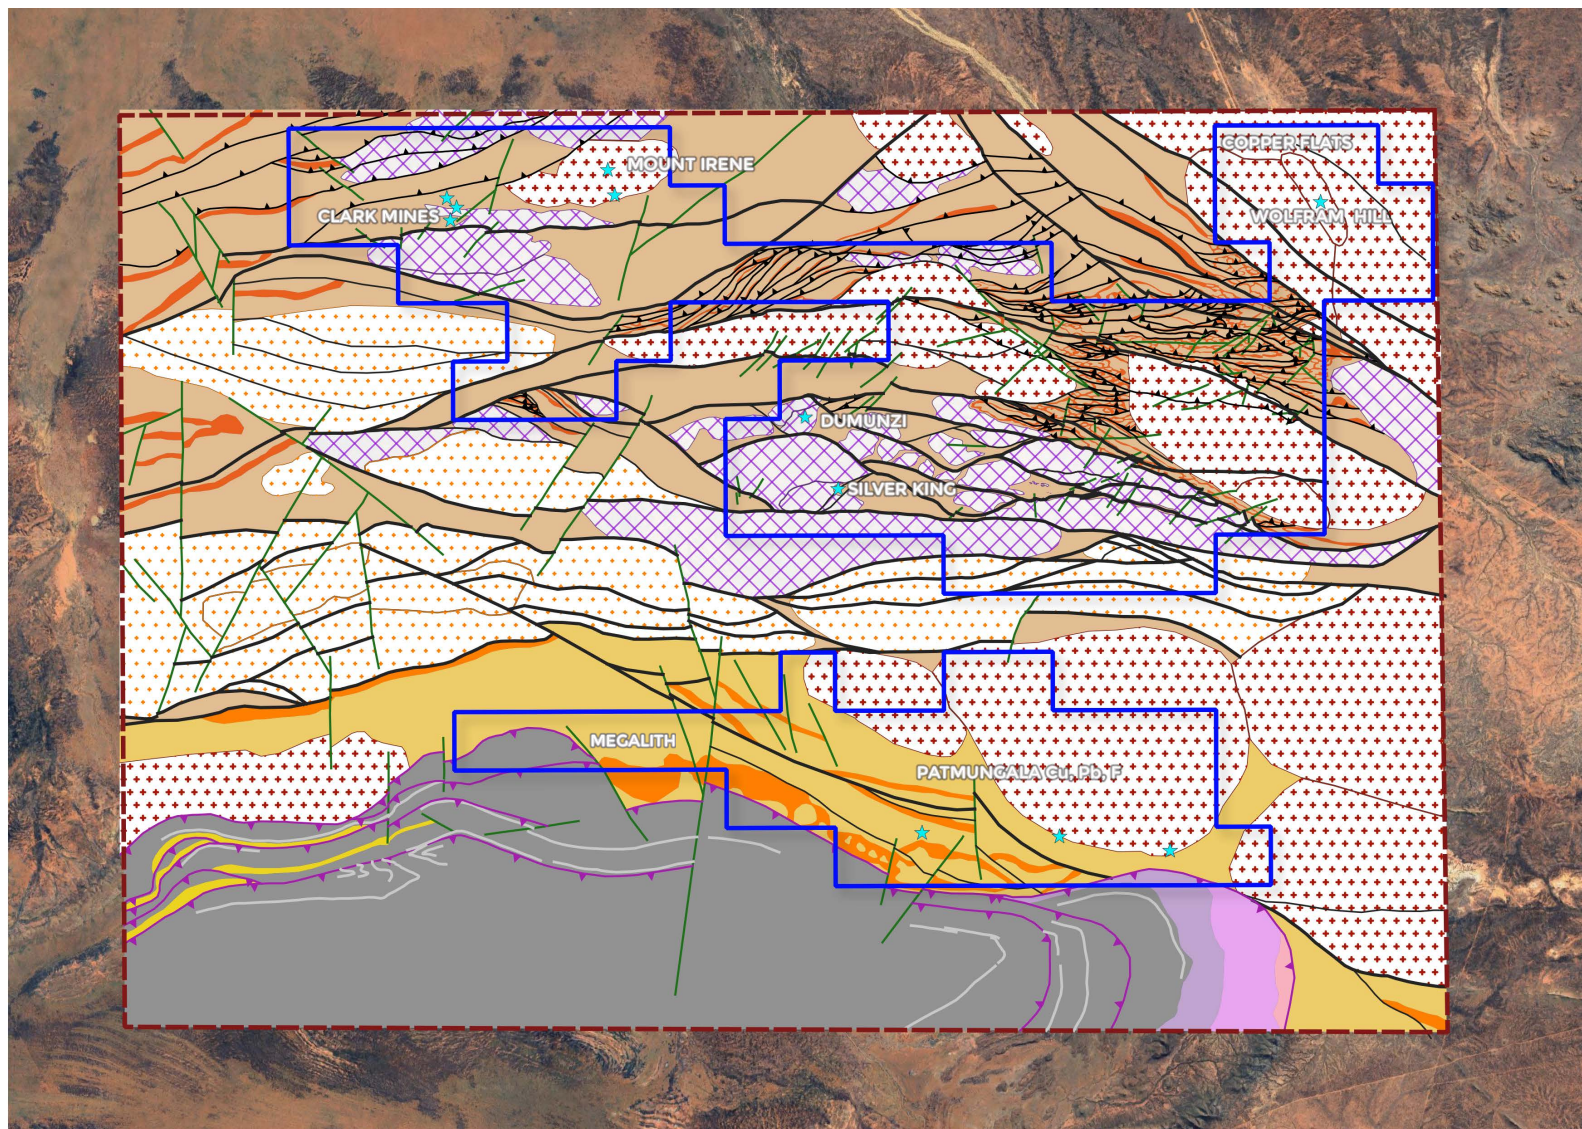 COPPER FLATS
MOUNT IRENE
CLARK MINES
WOLFRAM HILL
DUMUNZI
SILVER KING
MEGALITH
PATMUNGALA Cu, Pb, F